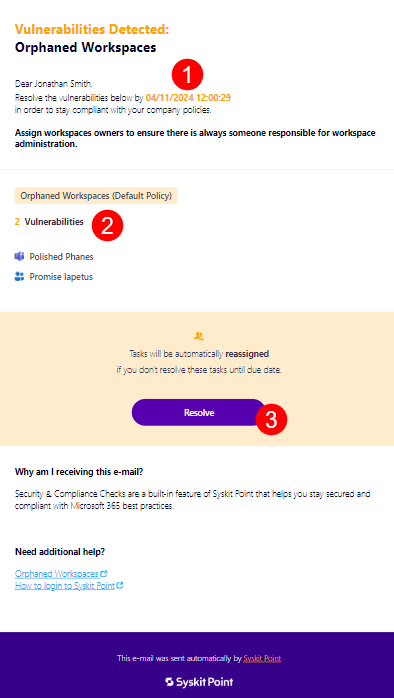 Vulnerabilities Detected:
Orphaned Workspaces
1
Dear Jonathan Smith,
Resolve the vulnerabilities below by 04/11/2024 12:00:29
in order to stay compliant with your company policies.
Assign workspaces owners to ensure there is always someone responsible for workspace
administration.
Orphaned Workspaces (Default Policy)
2 Vulnerabilities
2
Polished Phanes
Promise Iapetus
Tasks will be automatically reassigned
if you don't resolve these tasks until due date.
Resolve
3
Why am I receiving this e-mail?
Security & Compliance Checks are a built-in feature of Syskit Point that helps you stay secured and
compliant with Microsoft 365 best practices.
Need additional help?
Orphaned Workspaces
How to login to Syskit Point
This e-mail was sent automatically by Syskit Point
Syskit Point